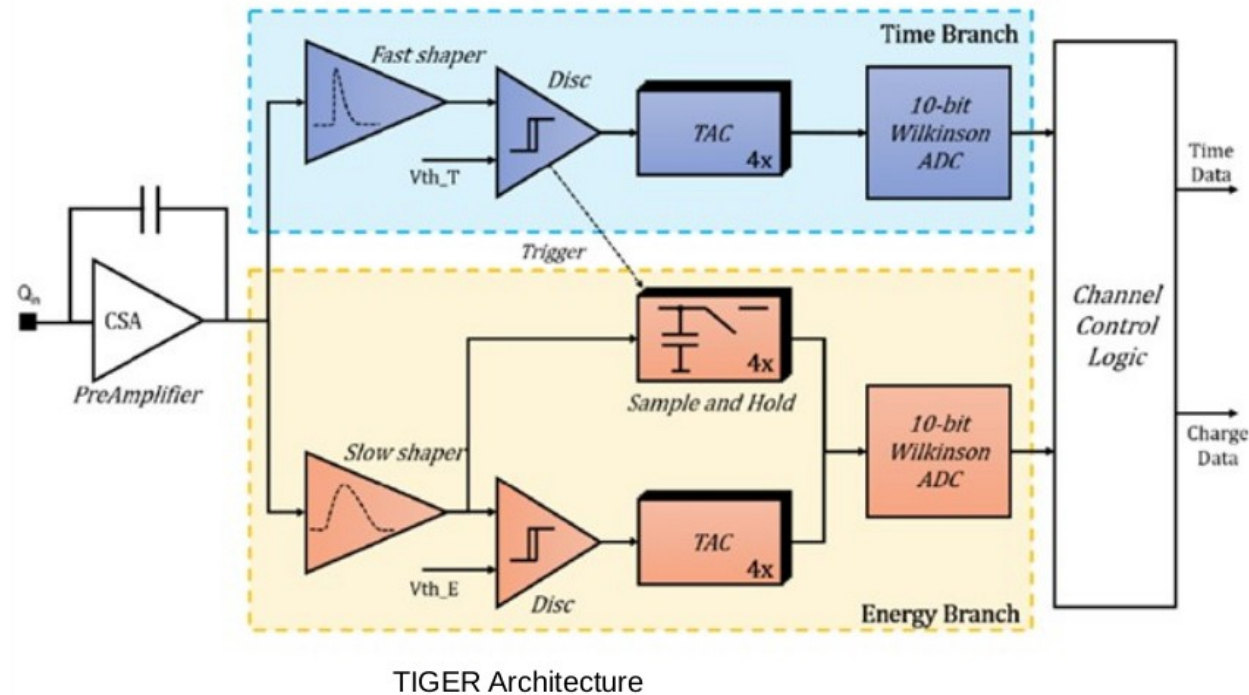 Time Branch
Fast shaper
Disc
Vth_T
TAC
4x
10-bit
Wilkinson
ADC
Time
Data
Trigger
Qin
CSA
PreAmplifier
4x
Sample and Hold
Slow shaper
Vth_E
Disc
TAC
4x
10-bit
Wilkinson
ADC
Energy Branch
Channel
Control
Logic
Charge
Data
TIGER Architecture